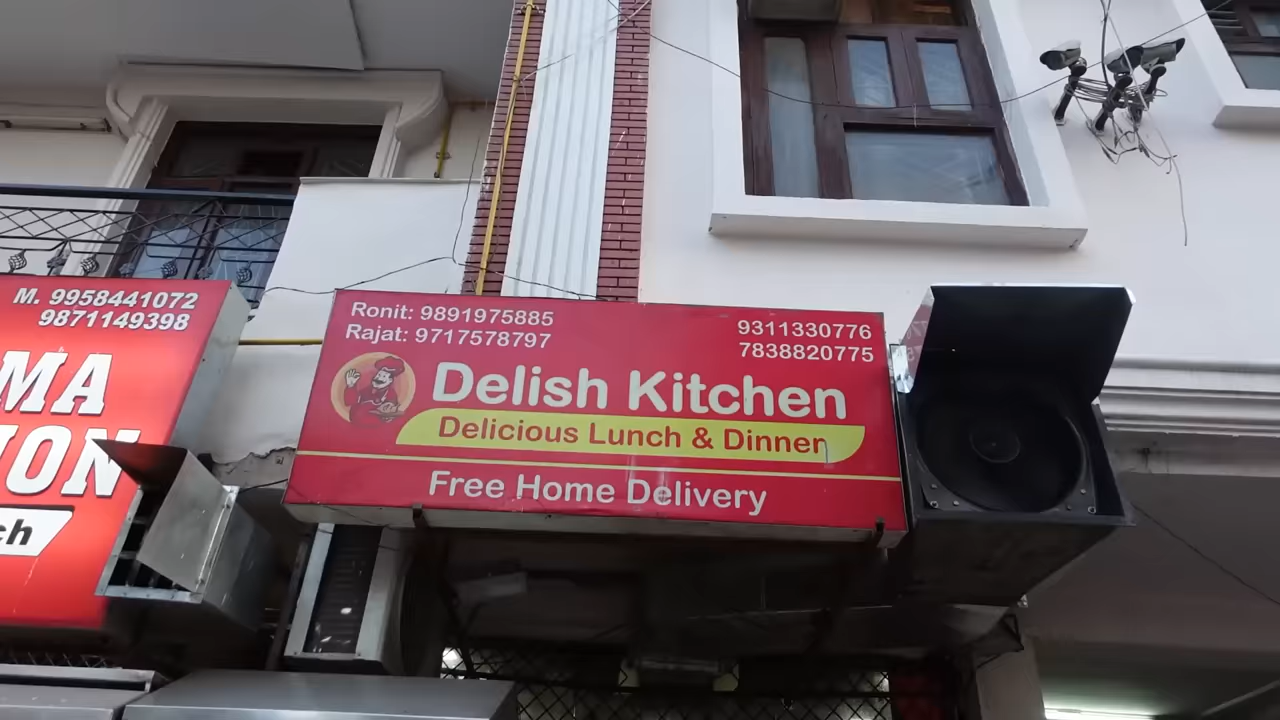 M. 9958441072
9871149398
MA
ION
ch
Ronit: 9891975885
Rajat: 9717578797
9311330776
7838820775
Delish Kitchen
Delicious Lunch & Dinner
Free Home Delivery